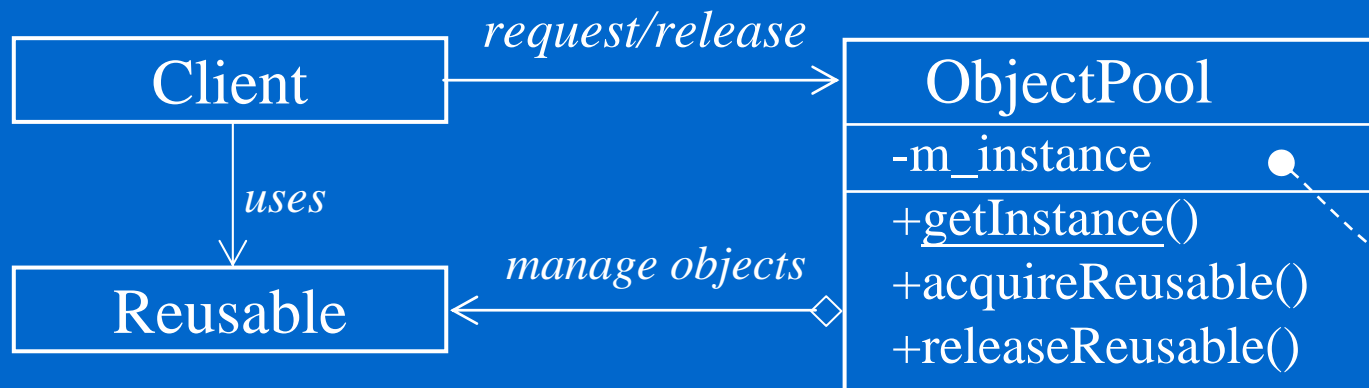 request/release
Client
ObjectPool
-m_instance
uses
+getInstance()
manage objects
+acquireReusable()
Reusable
+releaseReusable()